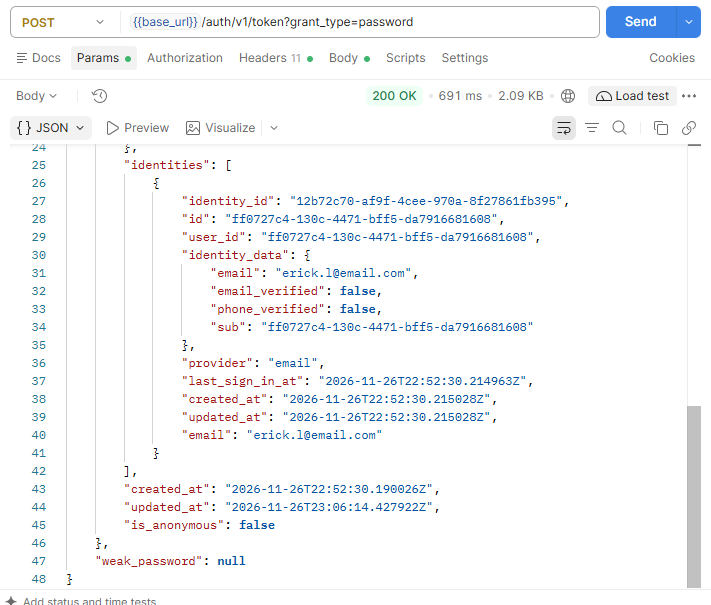 POST {{base_url}} /auth/v1/token?grant_type=password Send
Docs Params Authorization Headers 11 Body Scripts Settings Cookies
Body 200 OK 691 ms 2.09 KB Load test
{} JSON Preview Visualize
24 },
25 "identities": [
26 {
27 "identity_id": "12b72c70-af9f-4cee-970a-8f27861fb395",
28 "id": "ff0727c4-130c-4471-bff5-da7916681608",
29 "user_id": "ff0727c4-130c-4471-bff5-da7916681608",
30 "identity_data": {
31 "email": "erick.l@email.com",
32 "email_verified": false,
33 "phone_verified": false,
34 "sub": "ff0727c4-130c-4471-bff5-da7916681608"
35 },
36 "provider": "email",
37 "last_sign_in_at": "2026-11-26T22:52:30.214963Z",
38 "created_at": "2026-11-26T22:52:30.215028Z",
39 "updated_at": "2026-11-26T22:52:30.215028Z",
40 "email": "erick.l@email.com"
41 }
42 ],
43 "created_at": "2026-11-26T22:52:30.190026Z",
44 "updated_at": "2026-11-26T23:06:14.427922Z",
45 "is_anonymous": false
46 },
47 "weak_password": null
48 }
Add status and time tests